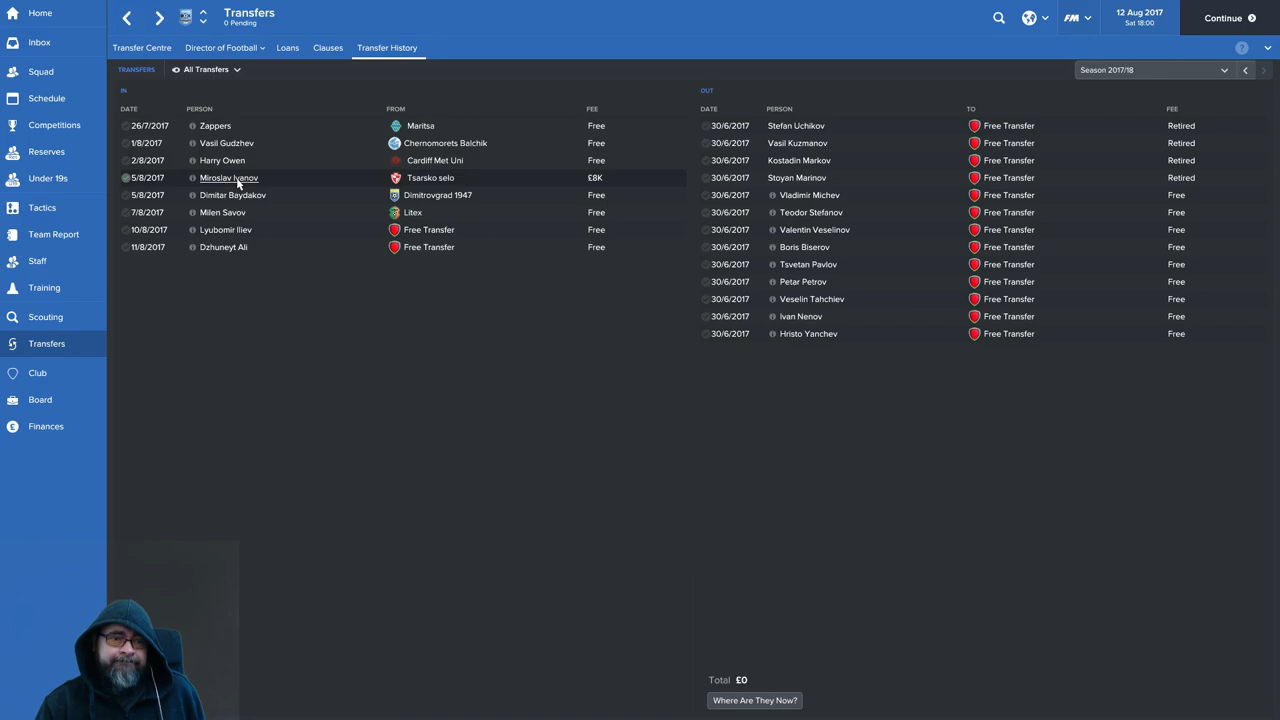 Home
Inbox
Squad
Schedule
Competitions
Reserves
Under 19s
Tactics
Team Report
Staff
Training
Scouting
Transfers
Club
Board
Finances
Transfers
0 Pending
FM
12 Aug 2017
Sat 18:00
Continue
Transfer Centre
Director of Football
Loans
Clauses
Transfer History
?
TRANSFERS
All Transfers
Season 2017/18
IN
DATE PERSON FROM FEE
26/7/2017 Zappers Maritsa Free
1/8/2017 Vasil Gudzhev Chernomorets Balchik Free
2/8/2017 Harry Owen Cardiff Met Uni Free
5/8/2017 Miroslav Ivanov Tsarsko selo £8K
5/8/2017 Dimitar Baydakov Dimitrovgrad 1947 Free
7/8/2017 Milen Savov Litex Free
10/8/2017 Lyubomir Iliev Free Transfer Free
11/8/2017 Dzhuneyt Ali Free Transfer Free
OUT
DATE PERSON TO FEE
30/6/2017 Stefan Uchikov Free Transfer Retired
30/6/2017 Vasil Kuzmanov Free Transfer Retired
30/6/2017 Kostadin Markov Free Transfer Retired
30/6/2017 Stoyan Marinov Free Transfer Retired
30/6/2017 Vladimir Michev Free Transfer Free
30/6/2017 Teodor Stefanov Free Transfer Free
30/6/2017 Valentin Veselinov Free Transfer Free
30/6/2017 Boris Biserov Free Transfer Free
30/6/2017 Tsvetan Pavlov Free Transfer Free
30/6/2017 Petar Petrov Free Transfer Free
30/6/2017 Veselin Tahchiev Free Transfer Free
30/6/2017 Ivan Nenov Free Transfer Free
30/6/2017 Hristo Yanchev Free Transfer Free
Total £0
Where Are They Now?